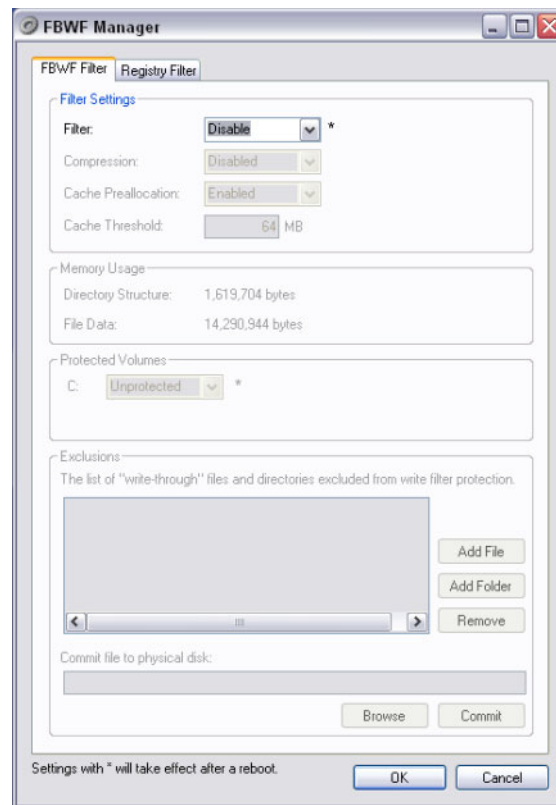 FBWF Manager
FBWF Filter Registry Filter
Filter Settings
Filter: Disable *
Compression: Disabled
Cache Preallocation: Enabled
Cache Threshold: 64 MB
Memory Usage
Directory Structure: 1,619,704 bytes
File Data: 14,290,944 bytes
Protected Volumes
C: Unprotected *
Exclusions
The list of "write-through" files and directories excluded from write filter protection.
Add File
Add Folder
Remove
Commit file to physical disk:
Browse Commit
Settings with * will take effect after a reboot.
OK Cancel